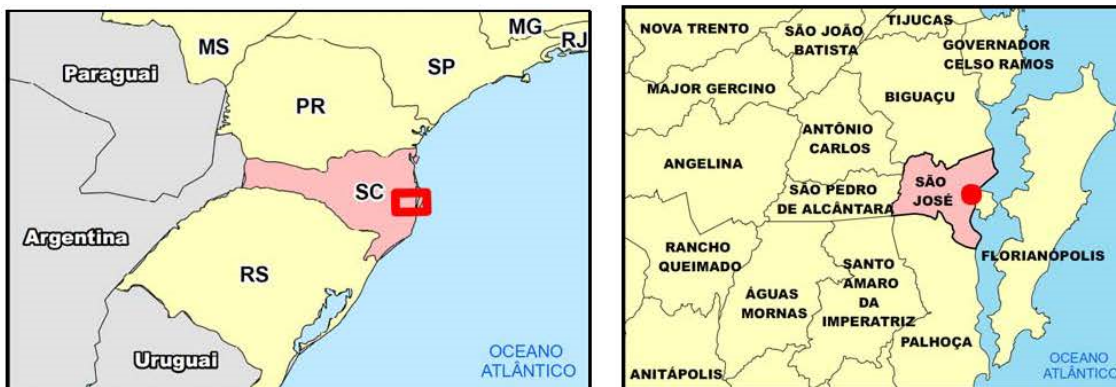 MS
MG
RJ
SP
Paraguai
PR
SC
Argentina
RS
Uruguai
OCEANO
ATLÂNTICO
NOVA TRENTO
SÃO JOÃO
BATISTA
TIJUCAS
GOVERNADOR
CELSO RAMOS
MAJOR GERCINO
BIGUAÇU
ANTÔNIO
CARLOS
ANGELINA
SÃO
JOSÉ
SÃO PEDRO
DE ALCÂNTARA
RANCHO
QUEIMADO
FLORIANÓPOLIS
SANTO
AMARO
DA
IMPERATRIZ
ÁGUAS
MORNAS
PALHOÇA
ANITÁPOLIS
OCEANO
ATLÂNTICO